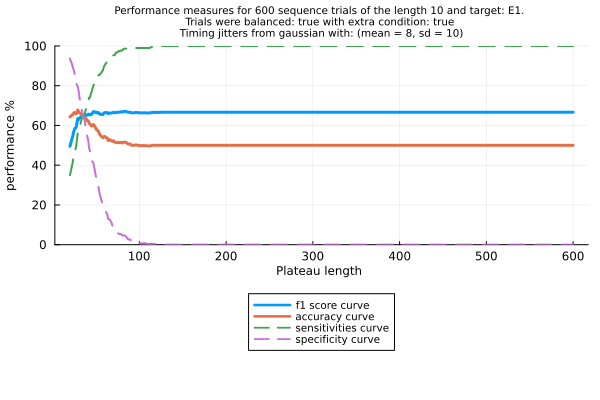 Performance measures for 600 sequence trials of the length 10 and target: E1.
Trials were balanced: true with extra condition: true
Timing jitters from gaussian with: (mean = 8, sd = 10)
100
80
60
40
20
0
performance %
100
200
300
400
500
600
Plateau length
f1 score curve
accuracy curve
sensitivities curve
specificity curve